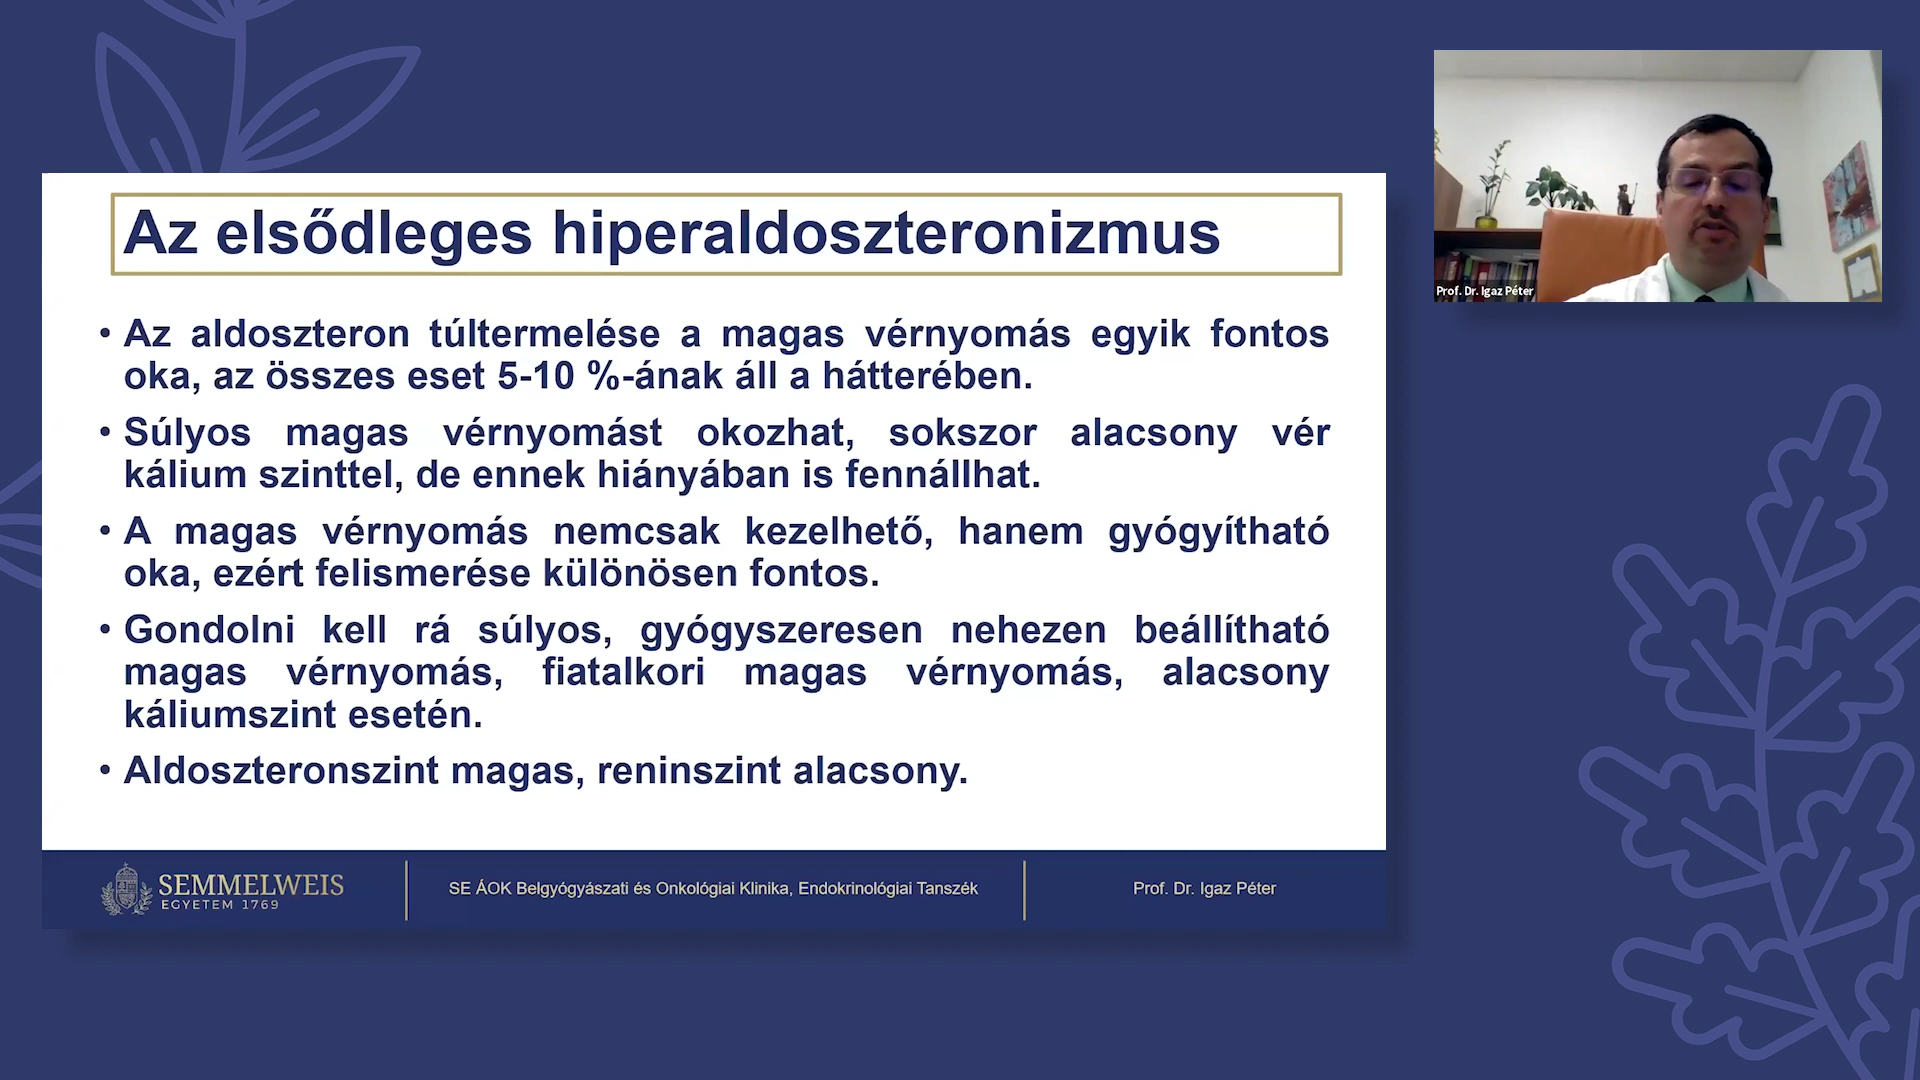 Az elsődleges hiperaldoszteronizmus
• Az aldoszteron túltermelése a magas vérnyomás egyik fontos
oka, az összes eset 5-10 %-ának áll a hátterében.
• Súlyos magas vérnyomást okozhat, sokszor alacsony vér
kálium szinttel, de ennek hiányában is fennállhat.
• A magas vérnyomás nemcsak kezelhető, hanem gyógyítható
oka, ezért felismerése különösen fontos.
• Gondolni kell rá súlyos, gyógyszeresen nehezen beállítható
magas vérnyomás, fiatalkori magas vérnyomás, alacsony
káliumszint esetén.
• Aldoszteronszint magas, reninszint alacsony.
SEMMELWEIS
EGYETEM 1769
SE ÁOK Belgyógyászati és Onkológiai Klinika, Endokrinológiai Tanszék
Prof. Dr. Igaz Péter
Prof. Dr. Igaz Péter